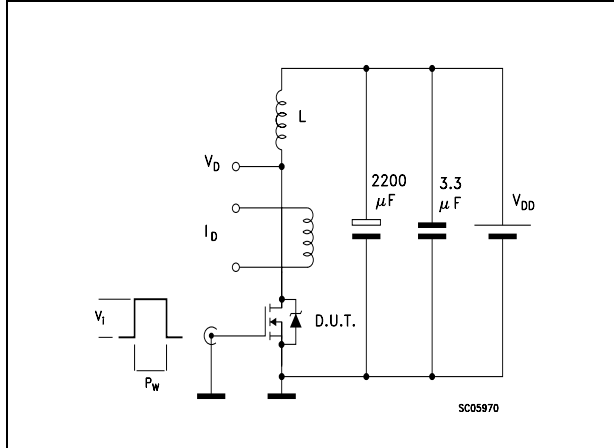 L
V_D
2200
μF
3.3
μF
V_DD
I_D
V_i
D.U.T.
P_W
SC05970